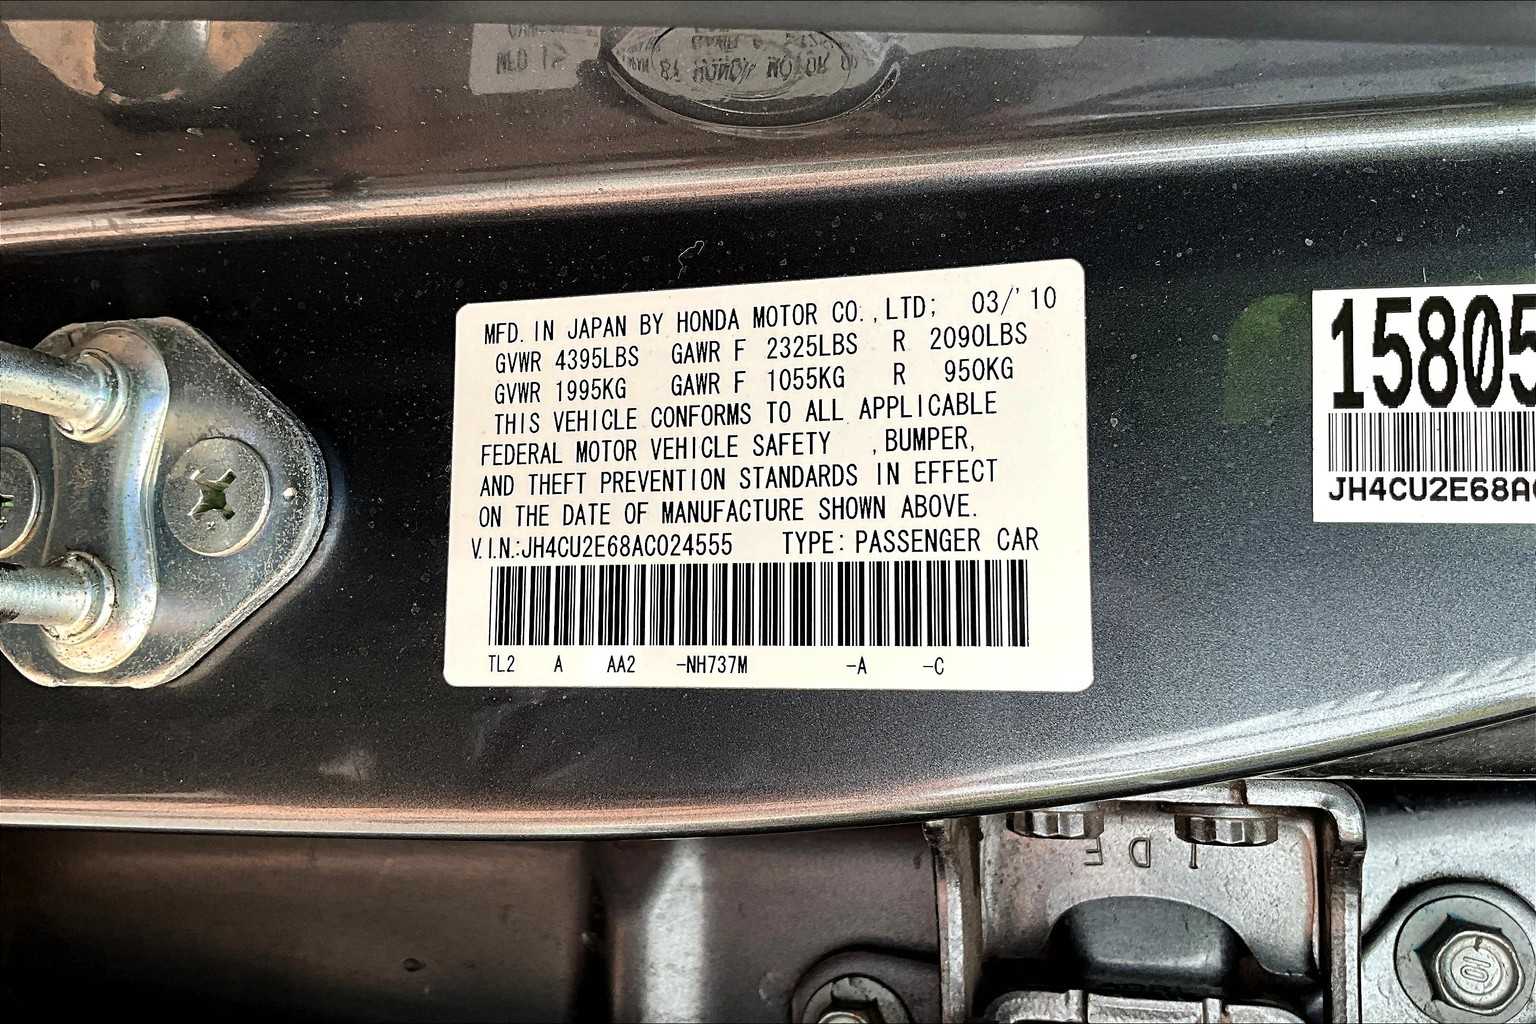 MFD. IN JAPAN BY HONDA MOTOR CO.,LTD; 03/'10
GVWR 4395LBS GAWR F 2325LBS R 2090LBS
GVWR 1995KG GAWR F 1055KG R 950KG
THIS VEHICLE CONFORMS TO ALL APPLICABLE
FEDERAL MOTOR VEHICLE SAFETY , BUMPER,
AND THEFT PREVENTION STANDARDS IN EFFECT
ON THE DATE OF MANUFACTURE SHOWN ABOVE.
V.I.N.:JH4CU2E68AC024555 TYPE: PASSENGER CAR
TL2 A AA2 -NH737M -A -C
15805
JH4CU2E68AC
10